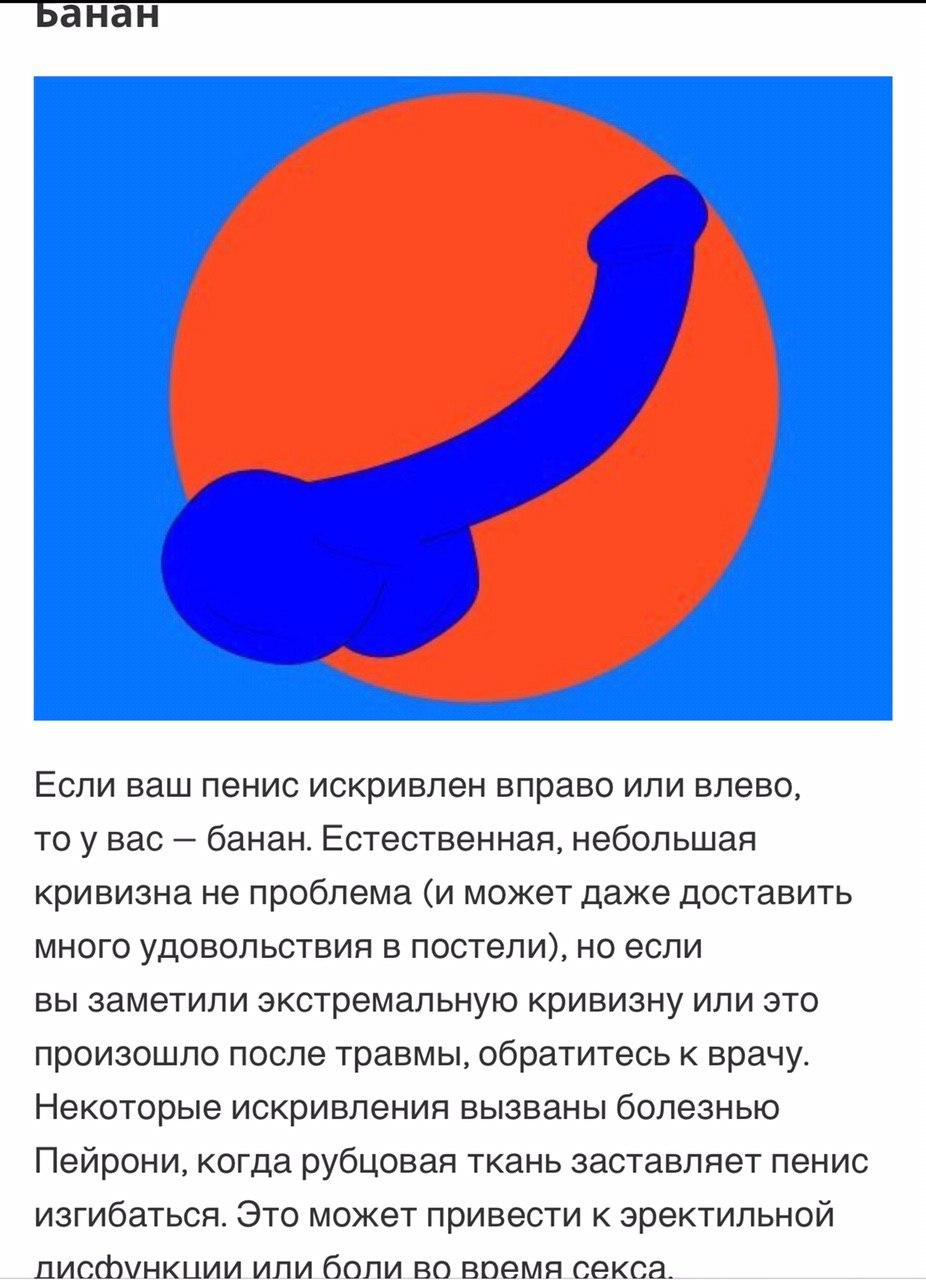 Банан
Если ваш пенис искривлен вправо или влево,
то у вас — банан. Естественная, небольшая
кривизна не проблема (и может даже доставить
много удовольствия в постели), но если
вы заметили экстремальную кривизну или это
произошло после травмы, обратитесь к врачу.
Некоторые искривления вызваны болезнью
Пейрони, когда рубцовая ткань заставляет пенис
изгибаться. Это может привести к эректильной
дисфункции или боли во время секса.